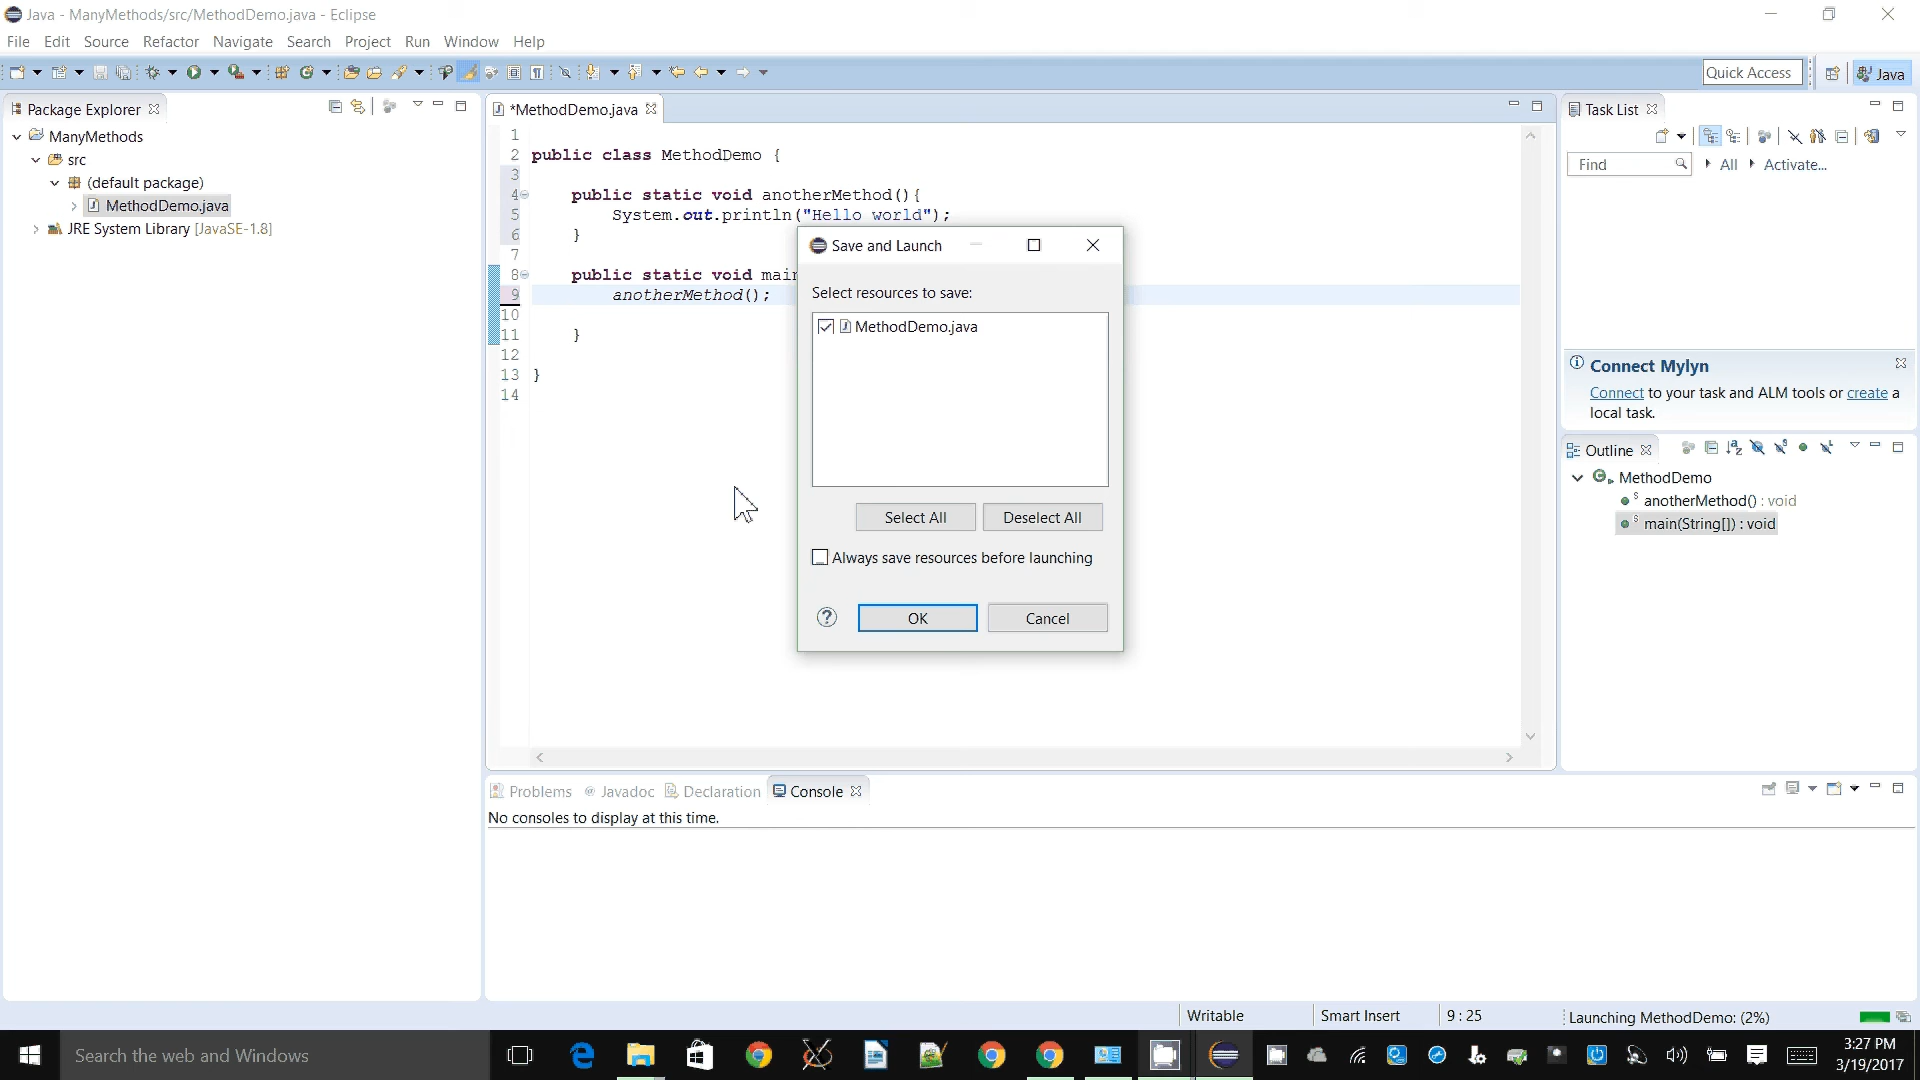 Java - ManyMethods/src/MethodDemo.java - Eclipse
File Edit Source Refactor Navigate Search Project Run Window Help
Quick Access
Java
Package Explorer
ManyMethods
src
(default package)
MethodDemo.java
JRE System Library [JavaSE-1.8]
*MethodDemo.java
1
2 public class MethodDemo {
3
4 public static void anotherMethod(){
5 System.out.println("Hello world");
6 }
7
8 public static void main
9 anotherMethod();
10
11 }
12
13 }
14
Save and Launch
Select resources to save:
MethodDemo.java
Select All Deselect All
Always save resources before launching
OK Cancel
Task List
Find All Activate...
Connect Mylyn
Connect to your task and ALM tools or create a
local task.
Outline
MethodDemo
anotherMethod() : void
main(String[]) : void
Problems @ Javadoc Declaration Console
No consoles to display at this time.
Writable Smart Insert 9 : 25 Launching MethodDemo: (2%)
Search the web and Windows
3:27 PM
3/19/2017